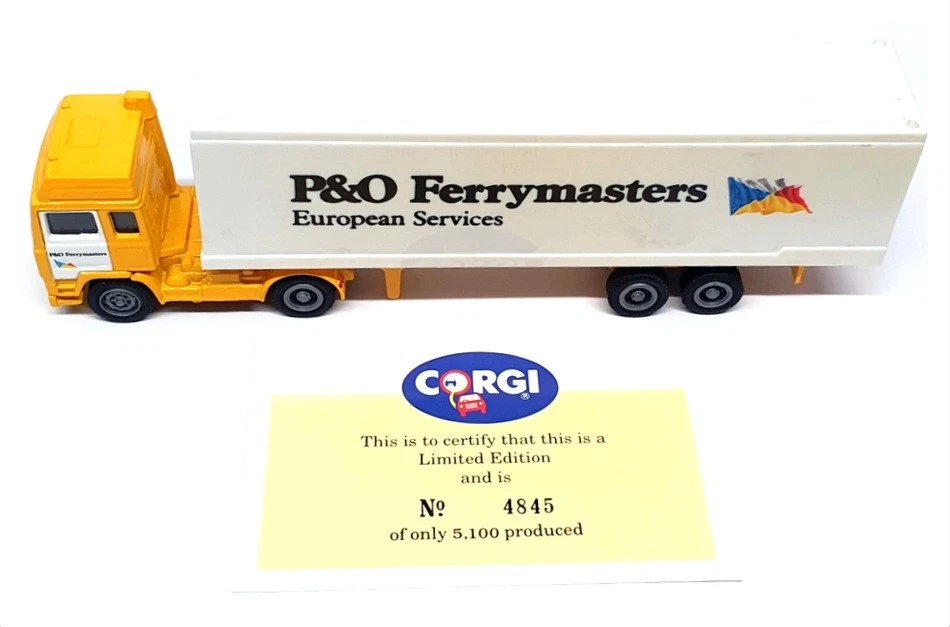 P&O Ferrymasters
European Services
P&O Ferrymasters
CORGI ®
This is to certify that this is a
Limited Edition
and is
Nº 4845
of only 5,100 produced